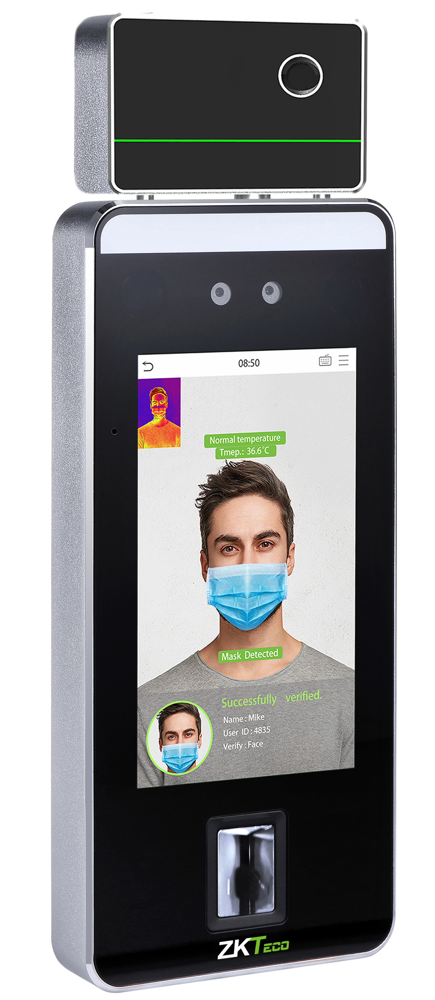 08:50
Normal temperature
Tmep.: 36.6°C
Mask Detected
Successfully verified.
Name : Mike
User ID : 4835
Verify : Face
ZKTECO